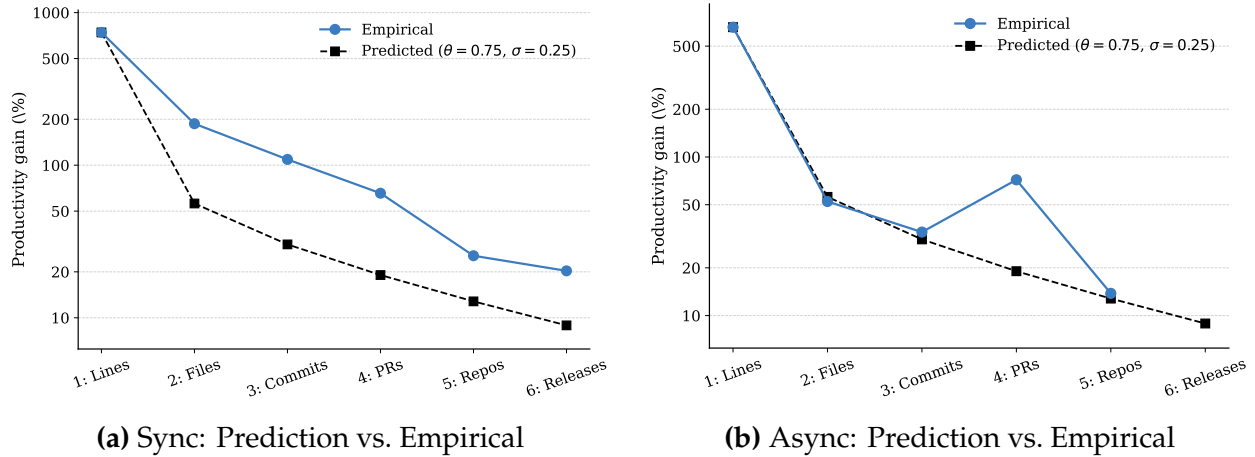 1000
500
200
100
50
20
10
Productivity gain (\%)
Empirical
Predicted (θ = 0.75, σ = 0.25)
1: Lines
2: Files
3: Commits
4: PRs
5: Repos
6: Releases
(a) Sync: Prediction vs. Empirical
500
200
100
50
20
10
Productivity gain (\%)
Empirical
Predicted (θ = 0.75, σ = 0.25)
1: Lines
2: Files
3: Commits
4: PRs
5: Repos
6: Releases
(b) Async: Prediction vs. Empirical